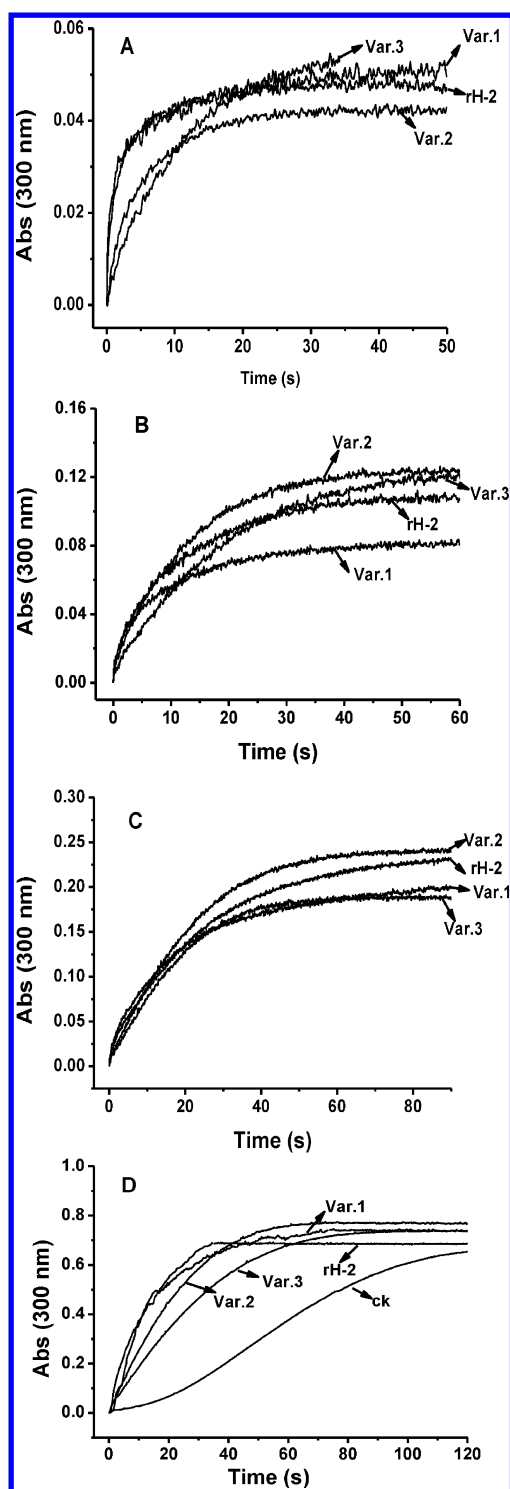 A
0.06
0.04
0.02
0.00
Abs (300 nm)
Var.3
Var.1
rH-2
Var.2
0 10 20 30 40 50
Time (s)
B
0.16
0.12
0.08
0.04
0.00
Abs (300 nm)
Var.2
Var.3
rH-2
Var.1
0 10 20 30 40 50 60
Time (s)
C
0.30
0.25
0.20
0.15
0.10
0.05
0.00
Abs (300 nm)
Var.2
rH-2
Var.1
Var.3
0 20 40 60 80
Time (s)
D
1.0
0.8
0.6
0.4
0.2
0.0
Abs (300 nm)
Var.1
rH-2
Var.3
Var.2
ck
0 20 40 60 80 100 120
Time (s)